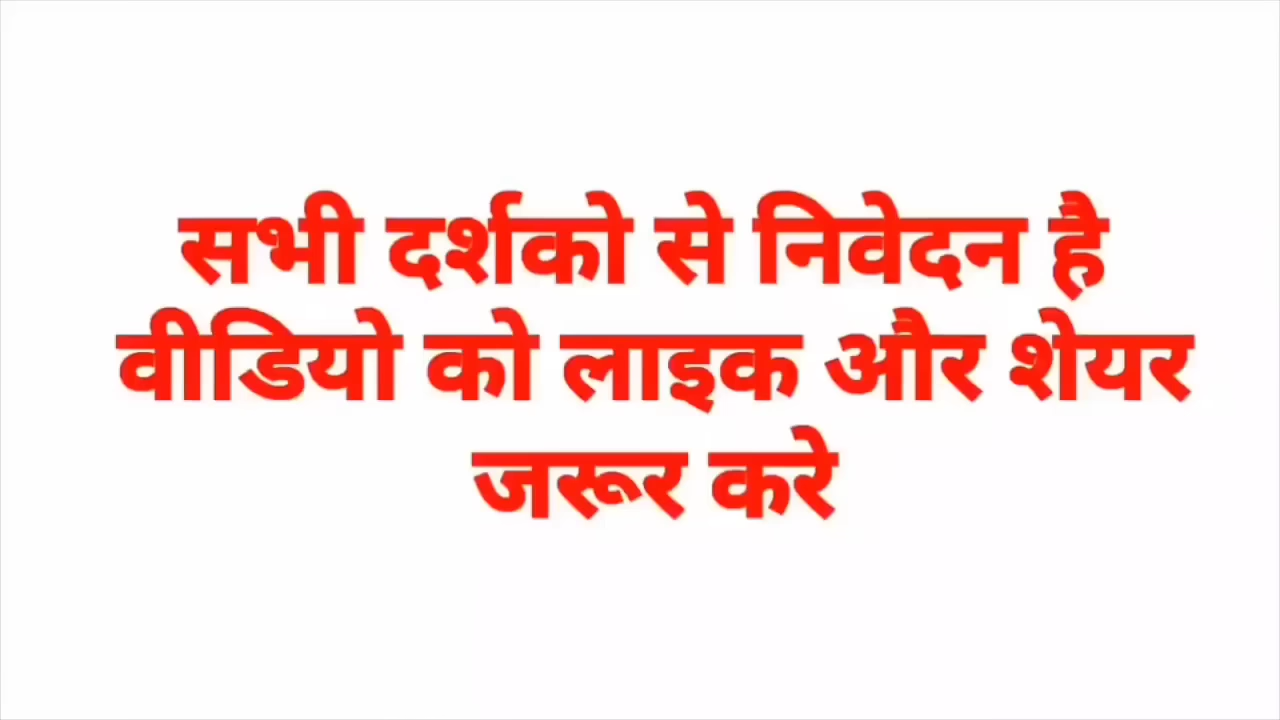 सभी दर्शको से निवेदन है
वीडियो को लाइक और शेयर
जरूर करे